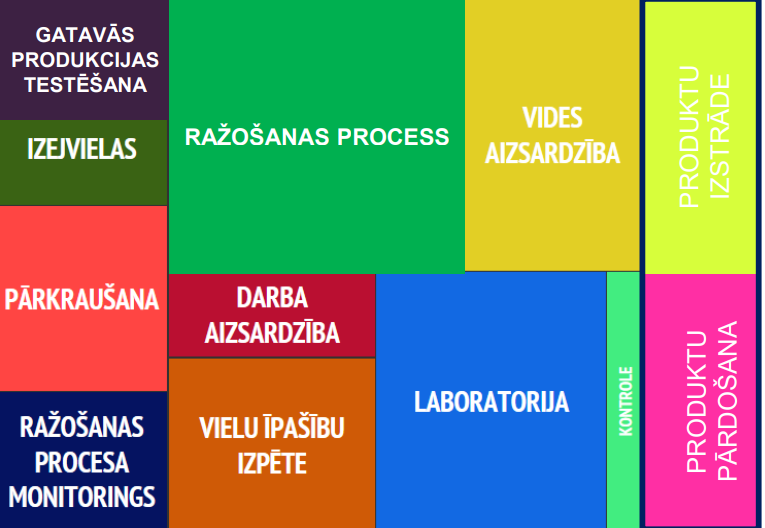 GATAVĀS
PRODUKCIJAS
TESTĒŠANA
IZEJVIELAS
PĀRKRAUŠANA
RAŽOŠANAS
PROCESA
MONITORINGS
RAŽOŠANAS PROCESS
DARBA
AIZSARDZĪBA
VIELU ĪPAŠĪBU
IZPĒTE
VIDES
AIZSARDZĪBA
LABORATORIJA
KONTROLE
PRODUKTU
IZSTRĀDE
PRODUKTU
PĀRDOŠANA